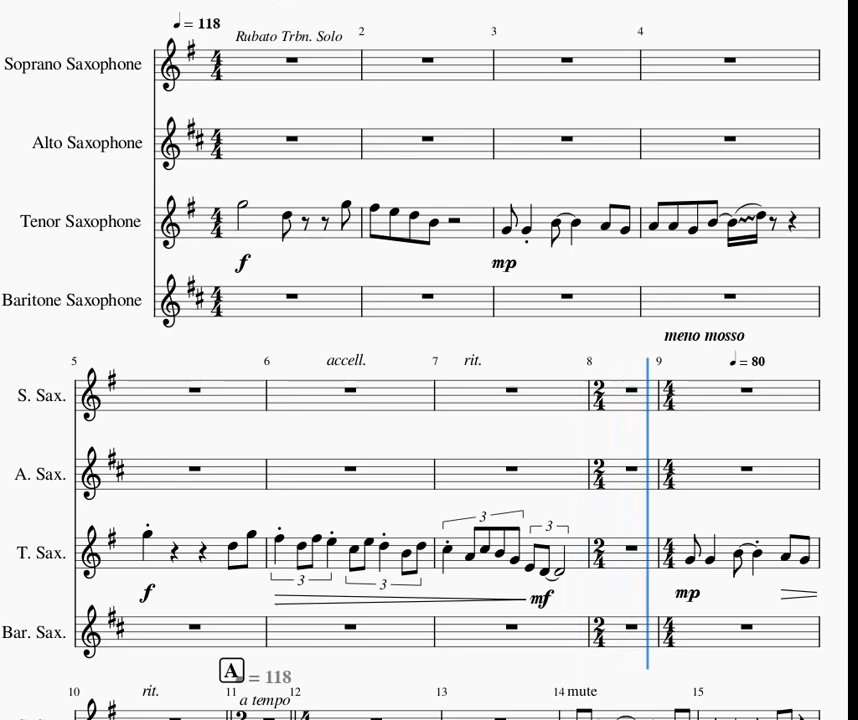 ♩ = 118
Rubato Trbn. Solo 2 3 4
Soprano Saxophone
Alto Saxophone
Tenor Saxophone
f mp
Baritone Saxophone
meno mosso
5 6 accell. 7 rit. 8 9 ♩ = 80
S. Sax.
A. Sax.
3 3
T. Sax.
3 3
f mf mp
Bar. Sax.
A = 118
10 rit. 11 a tempo 12 13 14 mute 15